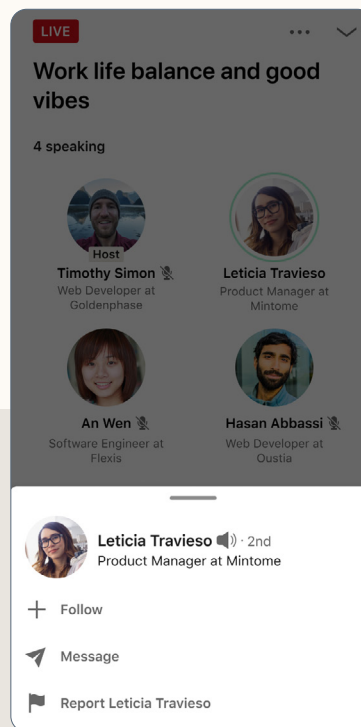 LIVE
Work life balance and good
vibes
4 speaking
Host
Timothy Simon
Web Developer at
Goldenphase
Leticia Travieso
Product Manager at
Mintome
An Wen
Software Engineer at
Flexis
Hasan Abbassi
Web Developer at
Oustia
Leticia Travieso · 2nd
Product Manager at Mintome
Follow
Message
Report Leticia Travieso